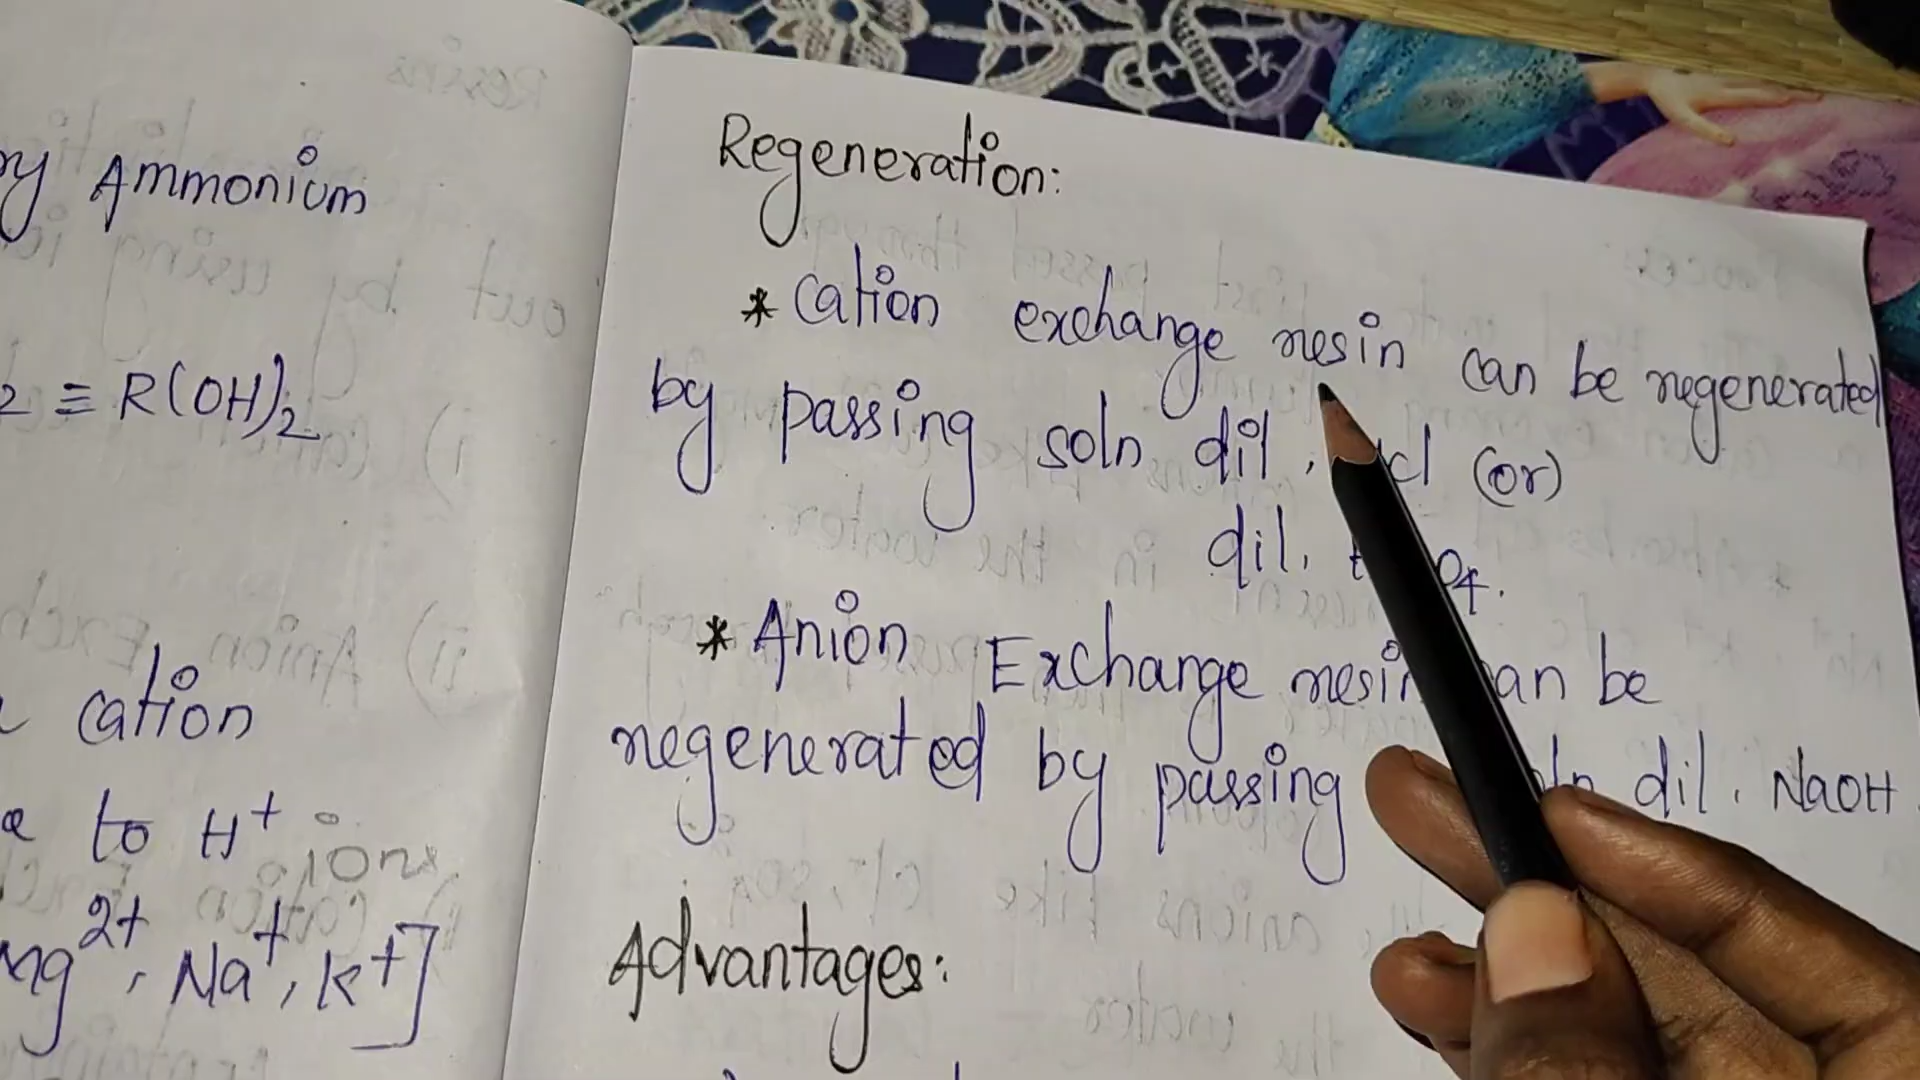 Ammonium
≡ R(OH)2
cation
to H+ ions
mg2+, Na+, K+]
Regeneration:
* Cation exchange resin can be regenerated
by passing soln dil. (or)
dil.
* Anion Exchange resin can be
regenerated by passing dil. NaOH
Advantages: